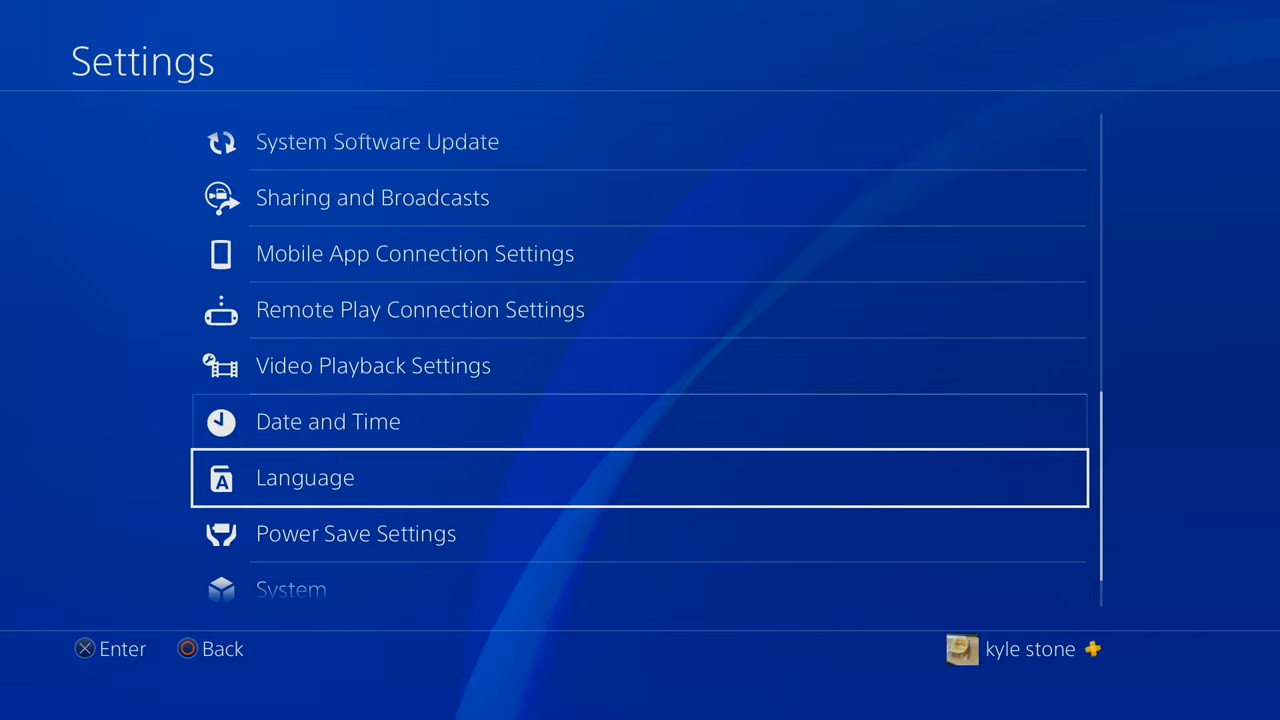 Settings
System Software Update
Sharing and Broadcasts
Mobile App Connection Settings
Remote Play Connection Settings
Video Playback Settings
Date and Time
Language
Power Save Settings
System
Enter Back kyle stone